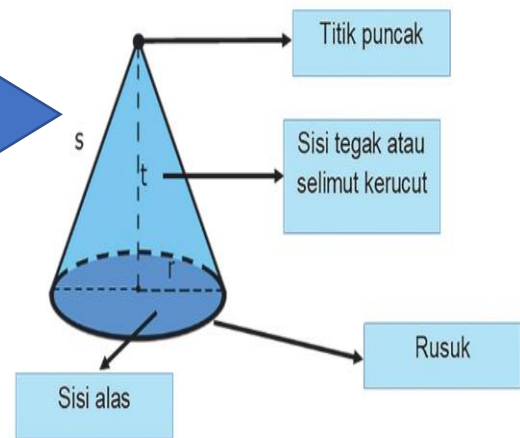 Titik puncak
s
Sisi tegak atau
selimut kerucut
t
r
Rusuk
Sisi alas